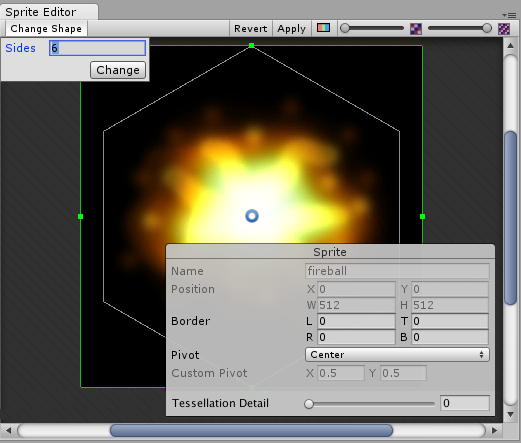 Sprite Editor
Change Shape Revert Apply
Sides 6
Change
Sprite
Name fireball
Position X 0 Y 0
W 512 H 512
Border L 0 T 0
R 0 B 0
Pivot Center
Custom Pivot X 0.5 Y 0.5
Tessellation Detail 0